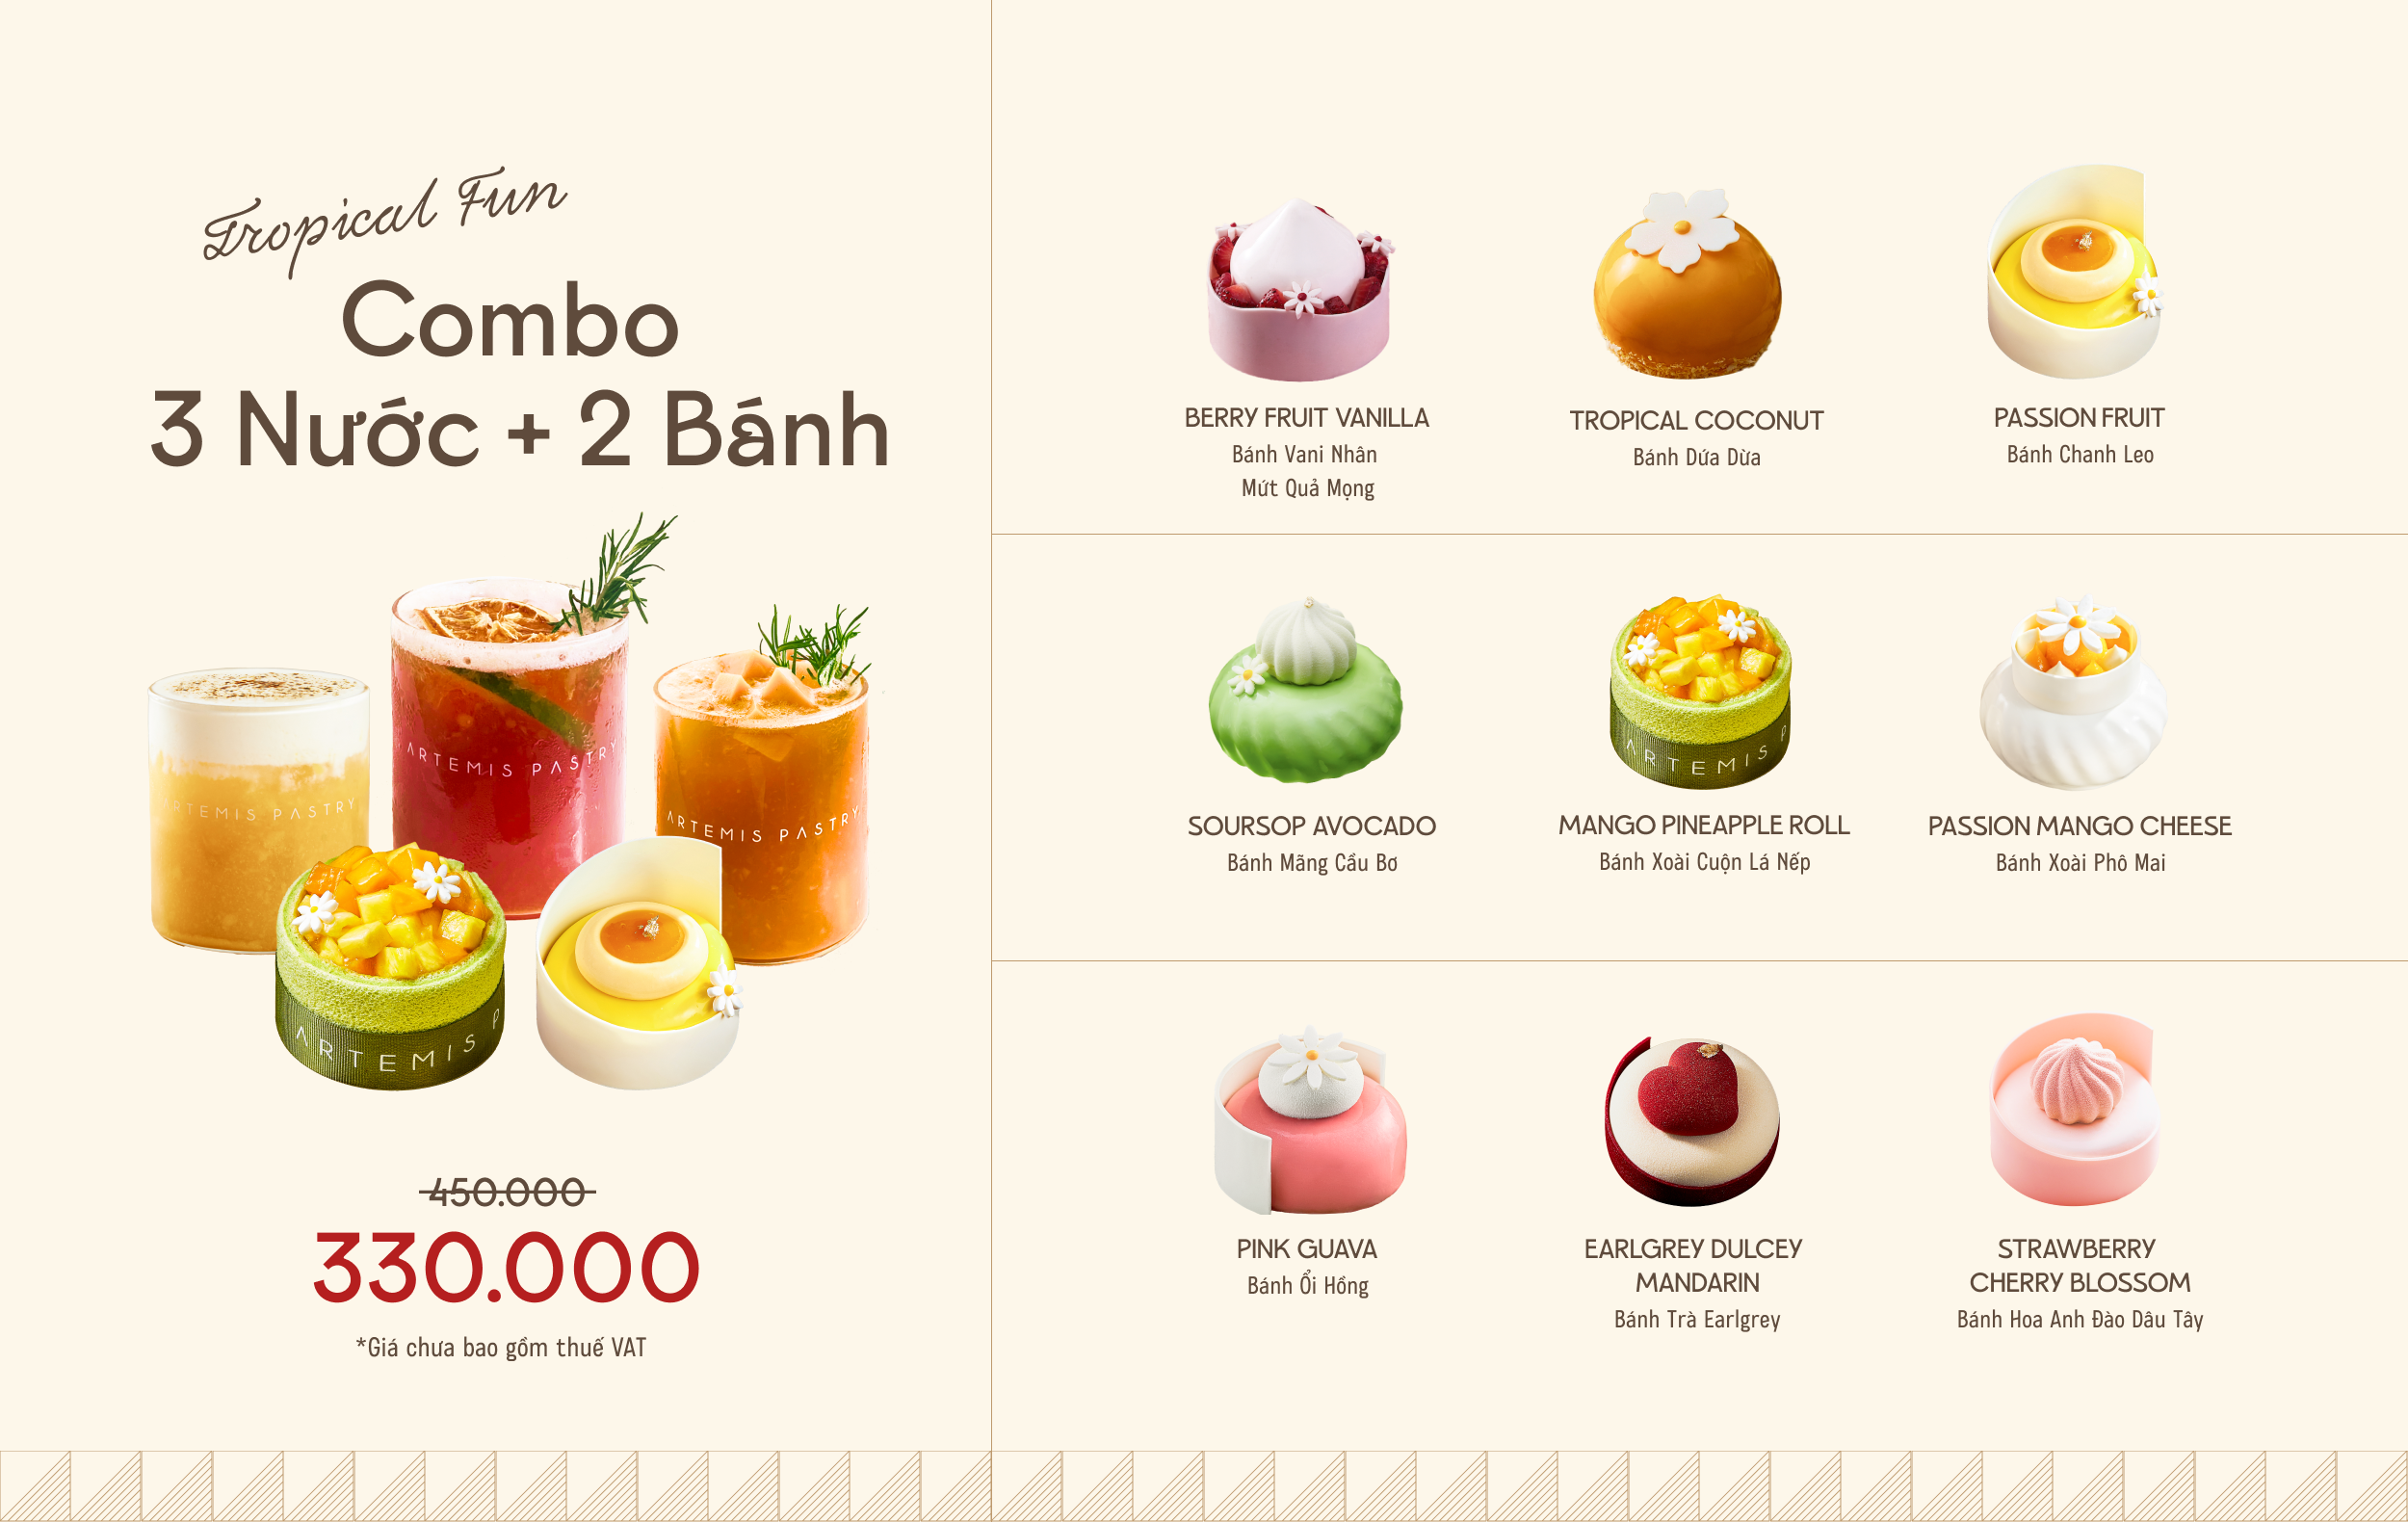 Tropical Fun
Combo
3 Nước + 2 Bánh
ARTEMIS PASTRY
ARTEMIS PASTRY
ARTEMIS PASTRY
ARTEMIS P
450.000
330.000
*Giá chưa bao gồm thuế VAT
BERRY FRUIT VANILLA
Bánh Vani Nhân
Mứt Quả Mọng
TROPICAL COCONUT
Bánh Dứa Dừa
PASSION FRUIT
Bánh Chanh Leo
SOURSOP AVOCADO
Bánh Mãng Cầu Bơ
ARTEMIS P
MANGO PINEAPPLE ROLL
Bánh Xoài Cuộn Lá Nếp
PASSION MANGO CHEESE
Bánh Xoài Phô Mai
PINK GUAVA
Bánh Ổi Hồng
EARLGREY DULCEY
MANDARIN
Bánh Trà Earlgrey
STRAWBERRY
CHERRY BLOSSOM
Bánh Hoa Anh Đào Dâu Tây